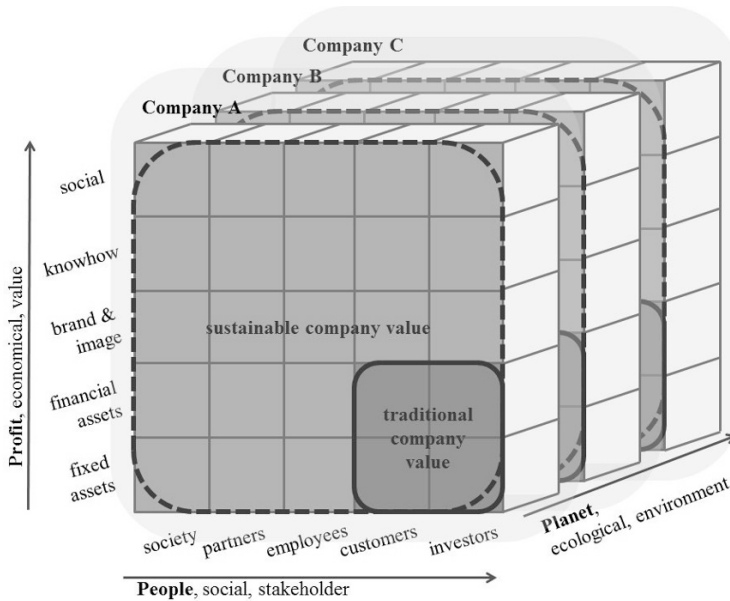 Company C
Company B
Company A
Profit, economical, value
social
knowhow
brand &
image
financial
assets
fixed
assets
sustainable company value
traditional
company
value
society
partners
employees
customers
investors
People, social, stakeholder
Planet,
ecological, environment